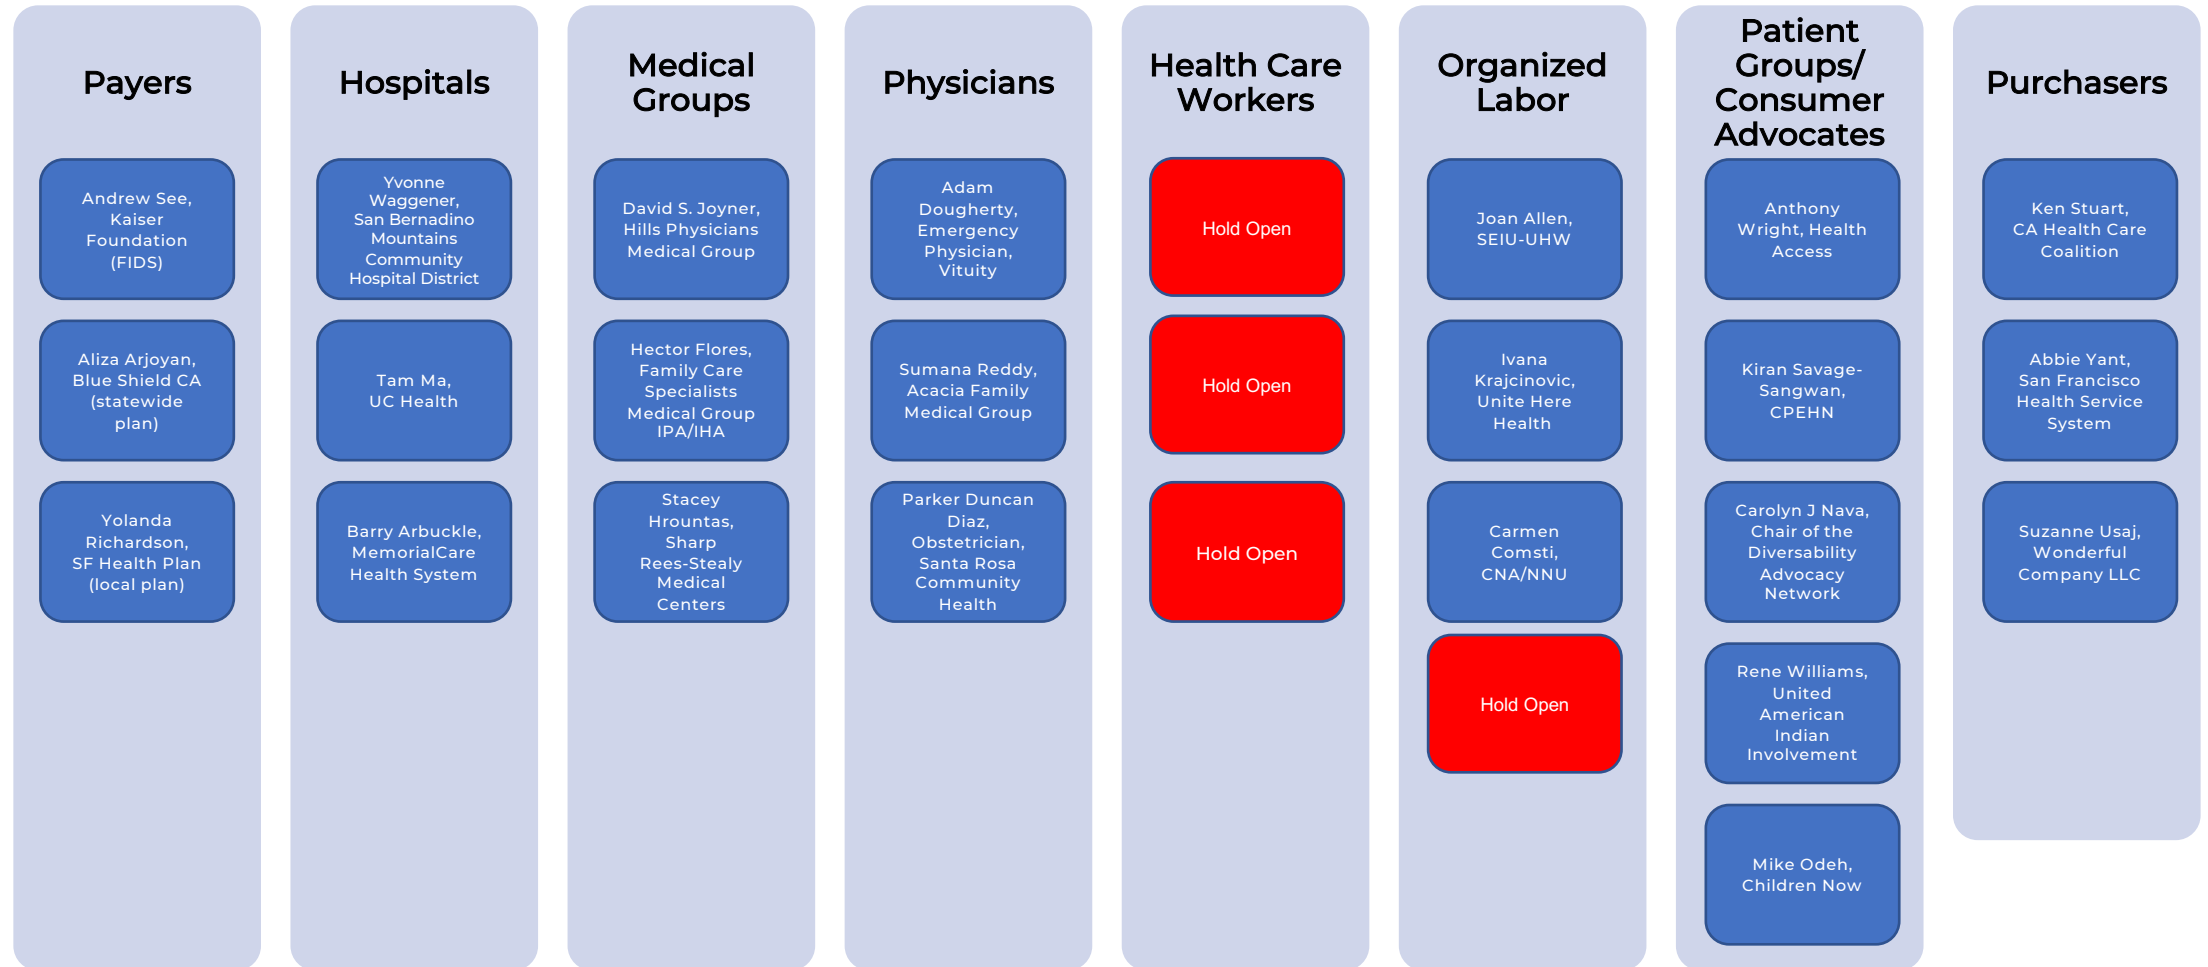 Payers
Andrew See,
Kaiser
Foundation
(FIDS)
Aliza Arjoyan,
Blue Shield CA
(statewide
plan)
Yolanda
Richardson,
SF Health Plan
(local plan)
Hospitals
Yvonne
Waggener,
San Bernadino
Mountains
Community
Hospital District
Tam Ma,
UC Health
Barry Arbuckle,
MemorialCare
Health System
Medical
Groups
David S. Joyner,
Hills Physicians
Medical Group
Hector Flores,
Family Care
Specialists
Medical Group
IPA/IHA
Stacey
Hrountas,
Sharp
Rees-Stealy
Medical
Centers
Physicians
Adam
Dougherty,
Emergency
Physician,
Vituity
Sumana Reddy,
Acacia Family
Medical Group
Parker Duncan
Diaz,
Obstetrician,
Santa Rosa
Community
Health
Health Care
Workers
Hold Open
Hold Open
Hold Open
Organized
Labor
Joan Allen,
SEIU-UHW
Ivana
Krajcinovic,
Unite Here
Health
Carmen
Comsti,
CNA/NNU
Hold Open
Patient
Groups/
Consumer
Advocates
Anthony
Wright, Health
Access
Kiran Savage-
Sangwan,
CPEHN
Carolyn J Nava,
Chair of the
Diversability
Advocacy
Network
Rene Williams,
United
American
Indian
Involvement
Mike Odeh,
Children Now
Purchasers
Ken Stuart,
CA Health Care
Coalition
Abbie Yant,
San Francisco
Health Service
System
Suzanne Usaj,
Wonderful
Company LLC